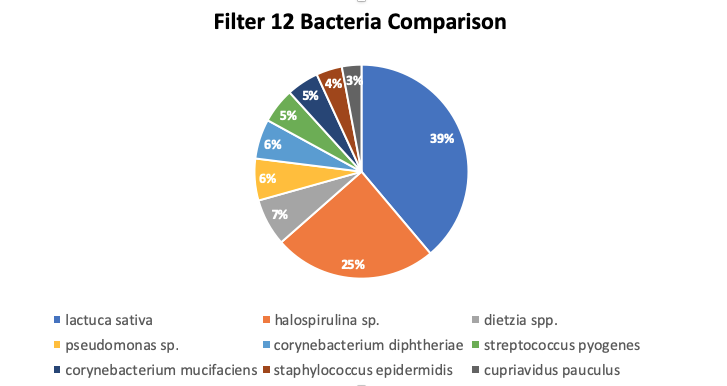 Filter 12 Bacteria Comparison
3%
4%
5%
39%
5%
6%
6%
7%
25%
lactuca sativa halospirulina sp. dietzia spp.
pseudomonas sp. corynebacterium diphtheriae streptococcus pyogenes
corynebacterium mucifaciens staphylococcus epidermidis cupriavidus pauculus